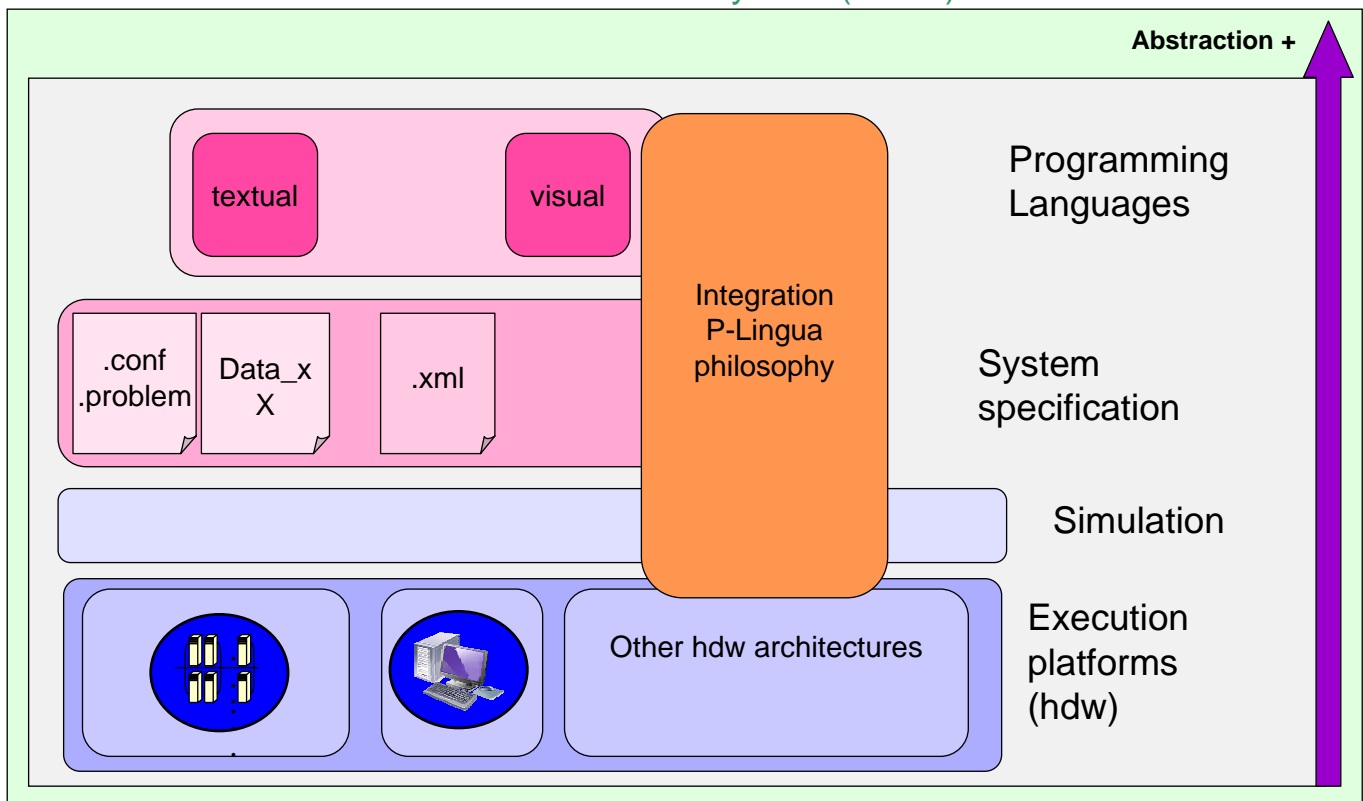 Abstraction +
textual
visual
Programming
Languages
Integration
P-Lingua
philosophy
.conf
.problem
Data_x
X
.xml
System
specification
Simulation
Other hdw architectures
Execution
platforms
(hdw)